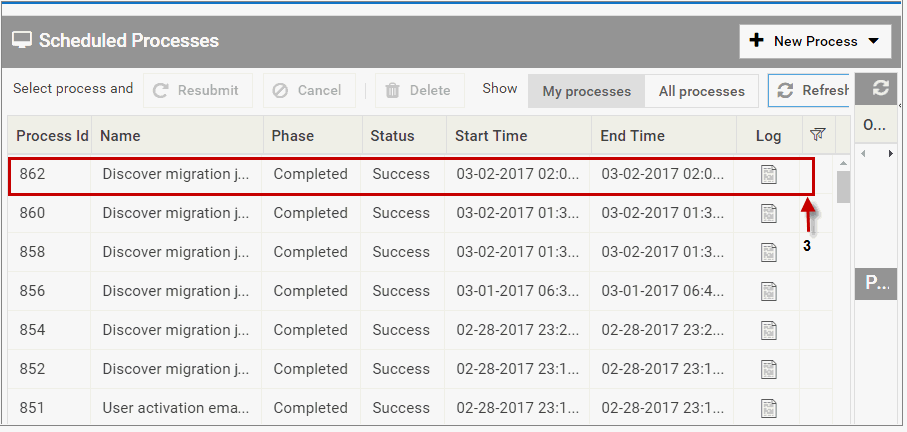 Scheduled Processes
New Process
Select process and Resubmit Cancel Delete Show My processes All processes Refresh
O...
Process Id Name Phase Status Start Time End Time Log
862 Discover migration j... Completed Success 03-02-2017 02:0... 03-02-2017 02:0...
860 Discover migration j... Completed Success 03-02-2017 01:3... 03-02-2017 01:3...
3
858 Discover migration j... Completed Success 03-02-2017 01:3... 03-02-2017 01:3...
856 Discover migration j... Completed Success 03-01-2017 06:3... 03-01-2017 06:4...
P...
854 Discover migration j... Completed Success 02-28-2017 23:2... 02-28-2017 23:2...
852 Discover migration j... Completed Success 02-28-2017 23:1... 02-28-2017 23:1...
851 User activation ema... Completed Success 02-28-2017 23:1... 02-28-2017 23:1...